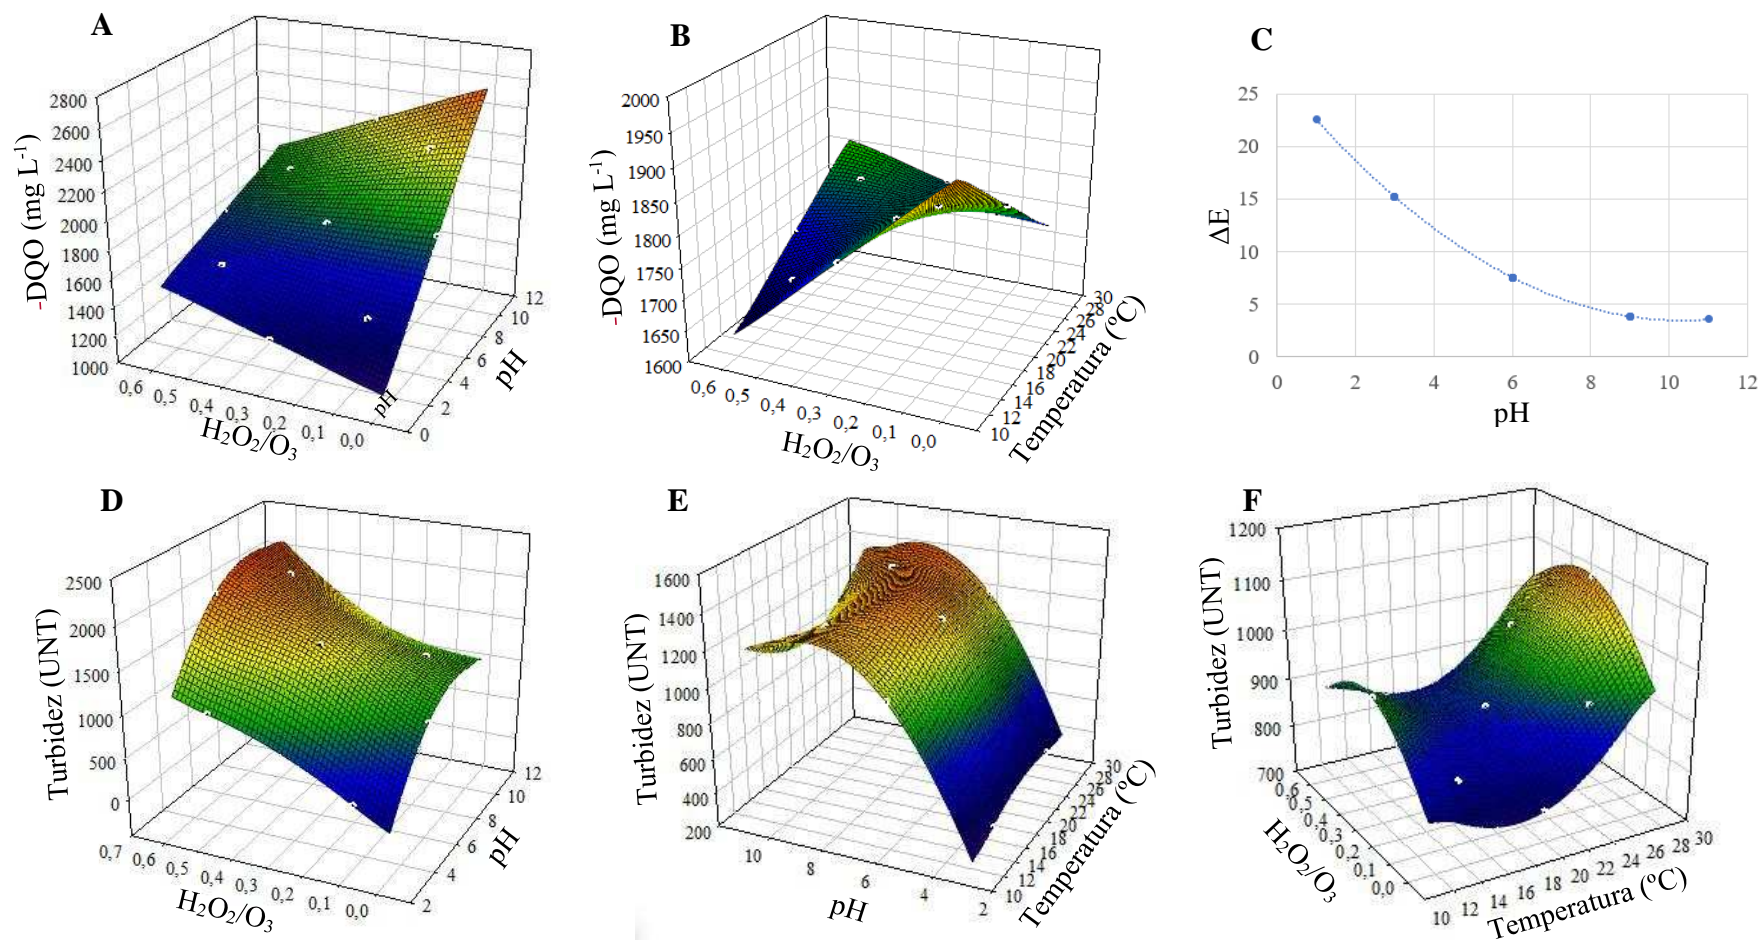 A
2800
2600
2400
2200
2000
1800
1600
1400
1200
1000
-DQO (mg L⁻¹)
0,6 0,5 0,4 0,3 0,2 0,1 0,0
H₂O₂/O₃
pH
0 2 4 6 8 10 12
pH
B
2000
1950
1900
1850
1800
1750
1700
1650
1600
-DQO (mg L⁻¹)
0,6 0,5 0,4 0,3 0,2 0,1 0,0
H₂O₂/O₃
10 12 14 16 18 20 22 24 26 28 30
Temperatura (ºC)
C
25
20
15
10
5
0
ΔE
0 2 4 6 8 10 12
pH
D
2500
2000
1500
1000
500
0
Turbidez (UNT)
0,7 0,6 0,5 0,4 0,3 0,2 0,1 0,0
H₂O₂/O₃
2 4 6 8 10 12
pH
E
1600
1400
1200
1000
800
600
400
200
Turbidez (UNT)
10 8 6 4 2
pH
10 12 14 16 18 20 22 24 26 28 30
Temperatura (ºC)
F
1200
1100
1000
900
800
700
Turbidez (UNT)
0,6 0,5 0,4 0,3 0,2 0,1 0,0
H₂O₂/O₃
10 12 14 16 18 20 22 24 26 28 30
Temperatura (ºC)